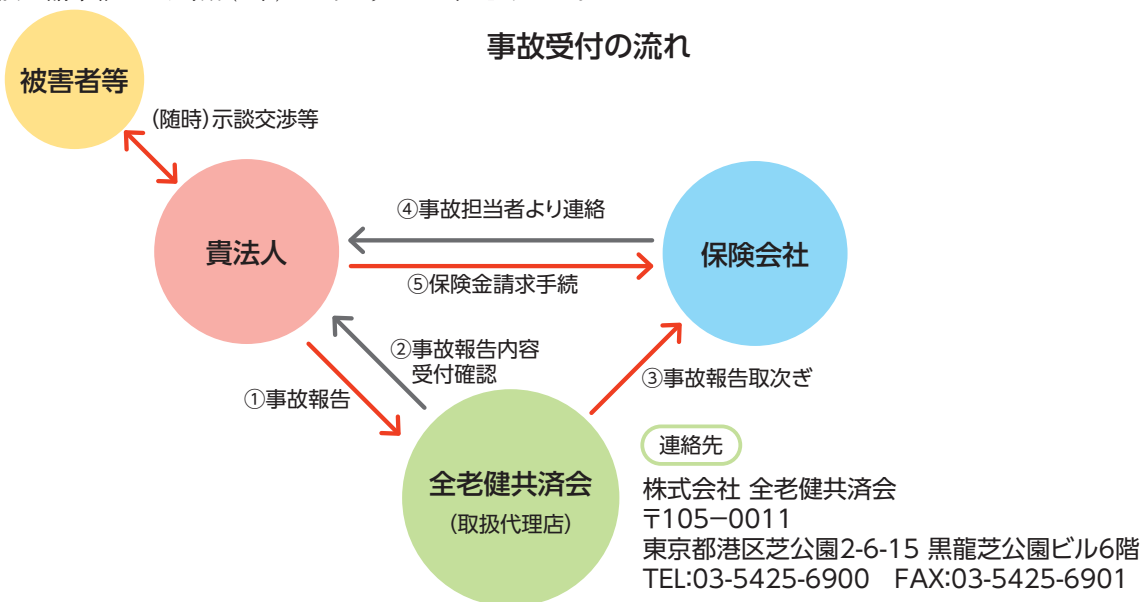 事故受付の流れ
被害者等
(随時)示談交渉等
貴法人
④事故担当者より連絡
⑤保険金請求手続
保険会社
②事故報告内容
受付確認
①事故報告
③事故報告取次ぎ
全老健共済会
(取扱代理店)
連絡先
株式会社 全老健共済会
〒105−0011
東京都港区芝公園2-6-15 黒龍芝公園ビル6階
TEL:03-5425-6900 FAX:03-5425-6901